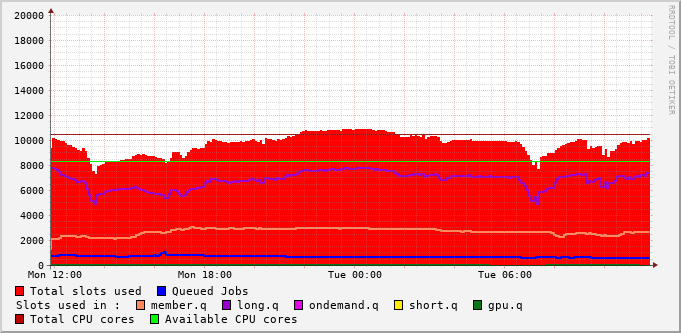 20000
18000
16000
14000
12000
10000
8000
6000
4000
2000
0
Mon 12:00 Mon 18:00 Tue 00:00 Tue 06:00
Total slots used Queued Jobs
Slots used in : member.q long.q ondemand.q short.q gpu.q
Total CPU cores Available CPU cores
RRDTOOL / TOBI OETIKER